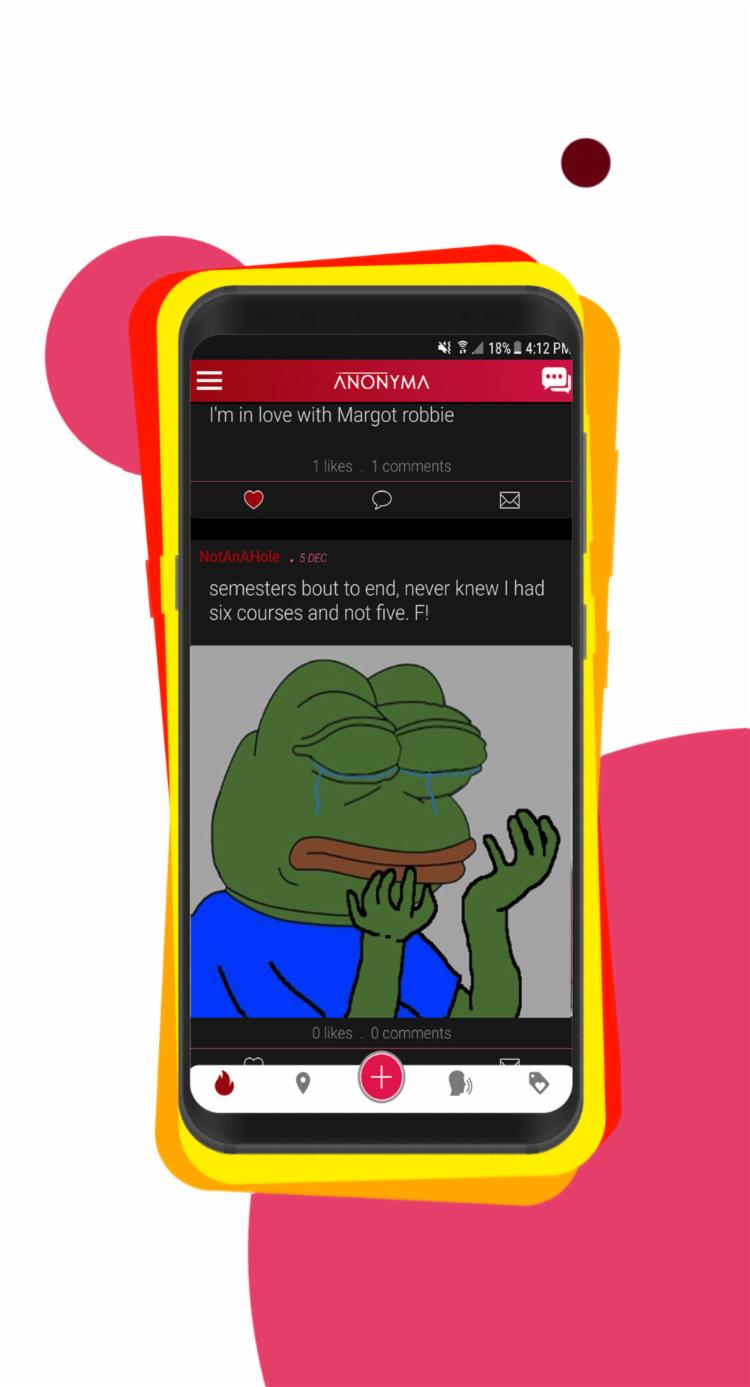 18% 4:12 PM
ANONYMA
I'm in love with Margot robbie
1 likes . 1 comments
NotAnAHole . 5 DEC
semesters bout to end, never knew I had
six courses and not five. F!
0 likes . 0 comments